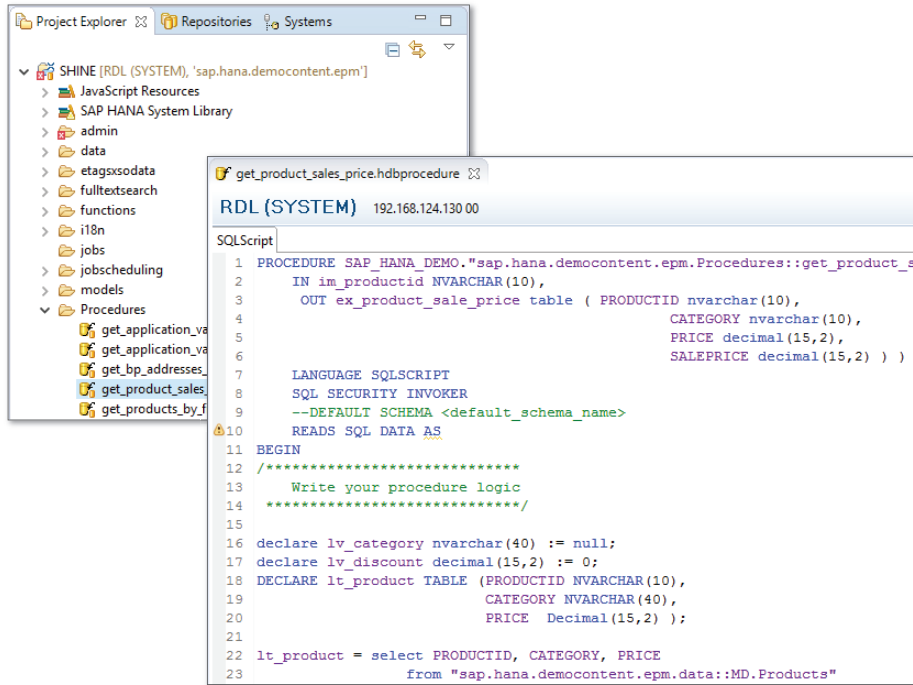 Project Explorer Repositories Systems
SHINE [RDL (SYSTEM), 'sap.hana.democontent.epm']
JavaScript Resources
SAP HANA System Library
admin
data
etagsxsodata
fulltextsearch
functions
i18n
jobs
jobscheduling
models
Procedures
get_application_va
get_application_va
get_bp_addresses_
get_product_sales_
get_products_by_f
get_product_sales_price.hdbprocedure
RDL (SYSTEM) 192.168.124.130 00
SQLScript
1 PROCEDURE SAP_HANA_DEMO."sap.hana.democontent.epm.Procedures::get_product_s
2 IN im_productid NVARCHAR(10),
3 OUT ex_product_sale_price table ( PRODUCTID nvarchar(10),
4 CATEGORY nvarchar(10),
5 PRICE decimal(15,2),
6 SALEPRICE decimal(15,2) ) )
7 LANGUAGE SQLSCRIPT
8 SQL SECURITY INVOKER
9 --DEFAULT SCHEMA <default_schema_name>
10 READS SQL DATA AS
11 BEGIN
12 /*****************************
13 Write your procedure logic
14 *****************************/
15
16 declare lv_category nvarchar(40) := null;
17 declare lv_discount decimal(15,2) := 0;
18 DECLARE lt_product TABLE (PRODUCTID NVARCHAR(10),
19 CATEGORY NVARCHAR(40),
20 PRICE Decimal(15,2) );
21
22 lt_product = select PRODUCTID, CATEGORY, PRICE
23 from "sap.hana.democontent.epm.data::MD.Products"